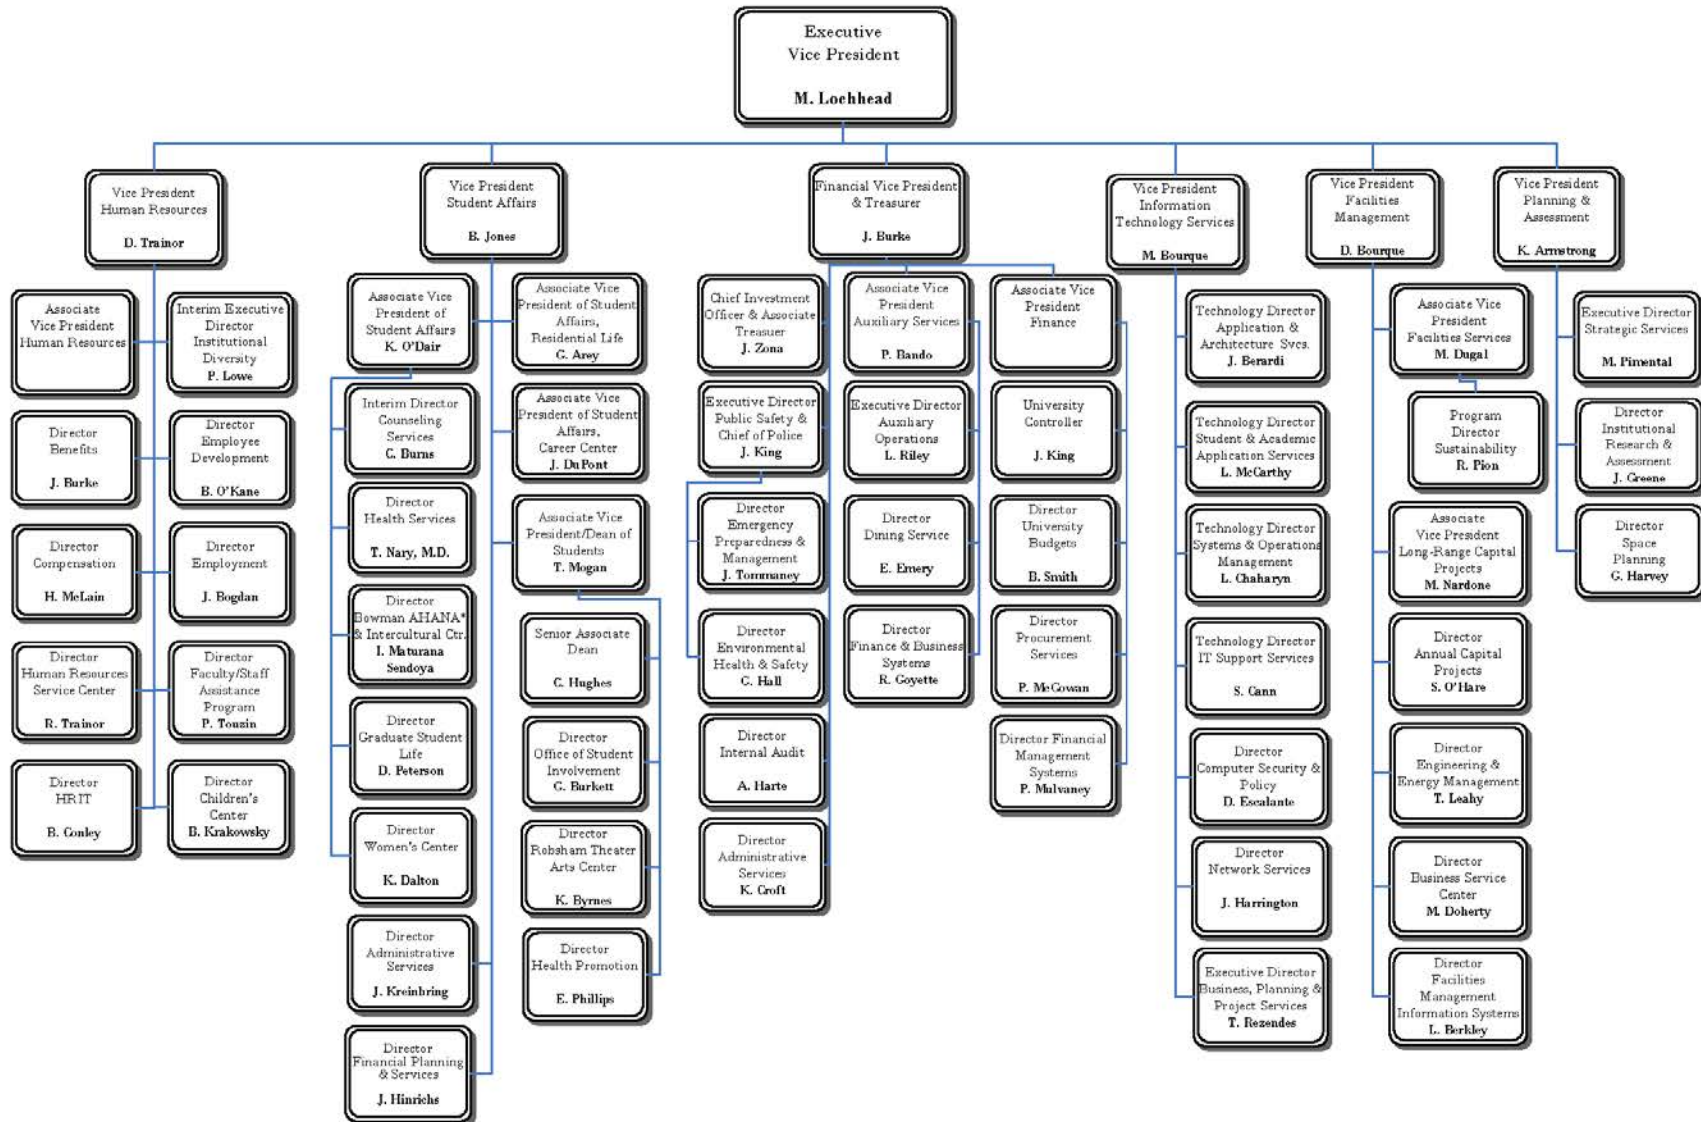 Executive
Vice President
M. Lochhead
Vice President
Human Resources
D. Trainor
Associate
Vice President
Human Resources
Interim Executive
Director
Institutional
Diversity
P. Lowe
Director
Benefits
J. Burke
Director
Employee
Development
B. O'Kane
Director
Compensation
H. McLain
Director
Employment
J. Bogdan
Director
Human Resources
Service Center
R. Trainor
Director
Faculty/Staff
Assistance
Program
P. Touzin
Director
HRIT
B. Conley
Director
Children's
Center
B. Krakowsky
Vice President
Student Affairs
B. Jones
Associate Vice
President of
Student Affairs
K. O'Dair
Associate Vice
President of Student
Affairs,
Residential Life
G. Arey
Interim Director
Counseling
Services
C. Burns
Associate Vice
President of Student
Affairs,
Career Center
J. DuPont
Director
Health Services
T. Nary, M.D.
Associate Vice
President/Dean of
Students
T. Mogan
Director
Bowman AHANA*
& Intercultural Ctr.
I. Maturana
Sendoya
Senior Associate
Dean
C. Hughes
Director
Graduate Student
Life
D. Peterson
Director
Office of Student
Involvement
G. Burkett
Director
Women's Center
K. Dalton
Director
Robsham Theater
Arts Center
K. Byrnes
Director
Administrative
Services
J. Kreinbring
Director
Health Promotion
E. Phillips
Director
Financial Planning
& Services
J. Hinrichs
Financial Vice President
& Treasurer
J. Burke
Chief Investment
Officer & Associate
Treasuer
J. Zona
Associate Vice
President
Auxiliary Services
P. Bando
Associate Vice
President
Finance
Executive Director
Public Safety &
Chief of Police
J. King
Executive Director
Auxiliary
Operations
L. Riley
University
Controller
J. King
Director
Emergency
Preparedness &
Management
J. Tommaney
Director
Dining Service
E. Emery
Director
University
Budgets
B. Smith
Director
Environmental
Health & Safety
G. Hall
Director
Finance & Business
Systems
R. Goyette
Director
Procurement
Services
P. McGowan
Director
Internal Audit
A. Harte
Director Financial
Management
Systems
P. Mulvaney
Director
Administrative
Services
K. Croft
Vice President
Information
Technology Services
M. Bourque
Technology Director
Application &
Architecture Svcs.
J. Berardi
Technology Director
Student & Academic
Application Services
L. McCarthy
Technology Director
Systems & Operations
Management
L. Chaharyn
Technology Director
IT Support Services
S. Cann
Director
Computer Security &
Policy
D. Escalante
Director
Network Services
J. Harrington
Executive Director
Business, Planning &
Project Services
T. Rezendes
Vice President
Facilities
Management
D. Bourque
Associate Vice
President
Facilities Services
M. Dugal
Program
Director
Sustainability
R. Pion
Associate
Vice President
Long-Range Capital
Projects
M. Nardone
Director
Annual Capital
Projects
S. O'Hare
Director
Engineering &
Energy Management
T. Leahy
Director
Business Service
Center
M. Doherty
Director
Facilities
Management
Information Systems
L. Berkley
Vice President
Planning &
Assessment
K. Armstrong
Executive Director
Strategic Services
M. Pimental
Director
Institutional
Research &
Assessment
J. Greene
Director
Space
Planning
G. Harvey